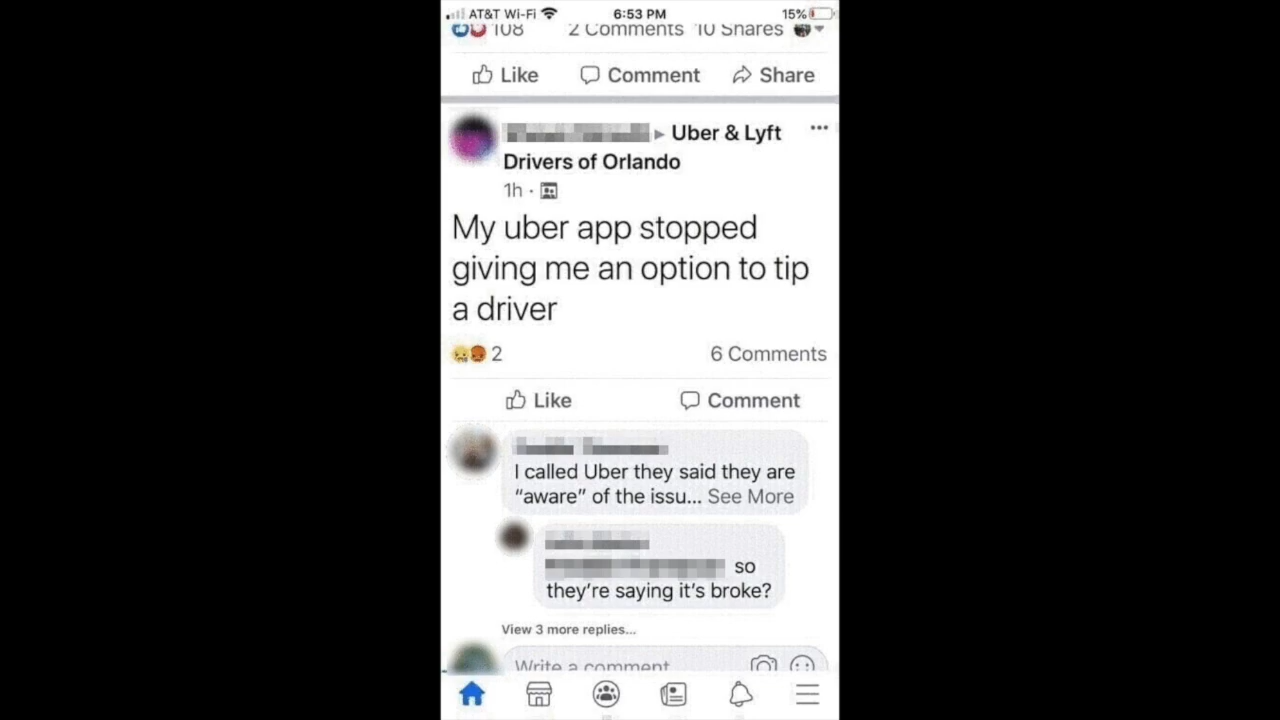 AT&T Wi-Fi 6:53 PM 15%
108 2 Comments 10 Shares
Like Comment Share
Uber & Lyft
Drivers of Orlando
1h ·
My uber app stopped
giving me an option to tip
a driver
2 6 Comments
Like Comment
I called Uber they said they are
"aware" of the issu... See More
so
they're saying it's broke?
View 3 more replies...
Write a comment